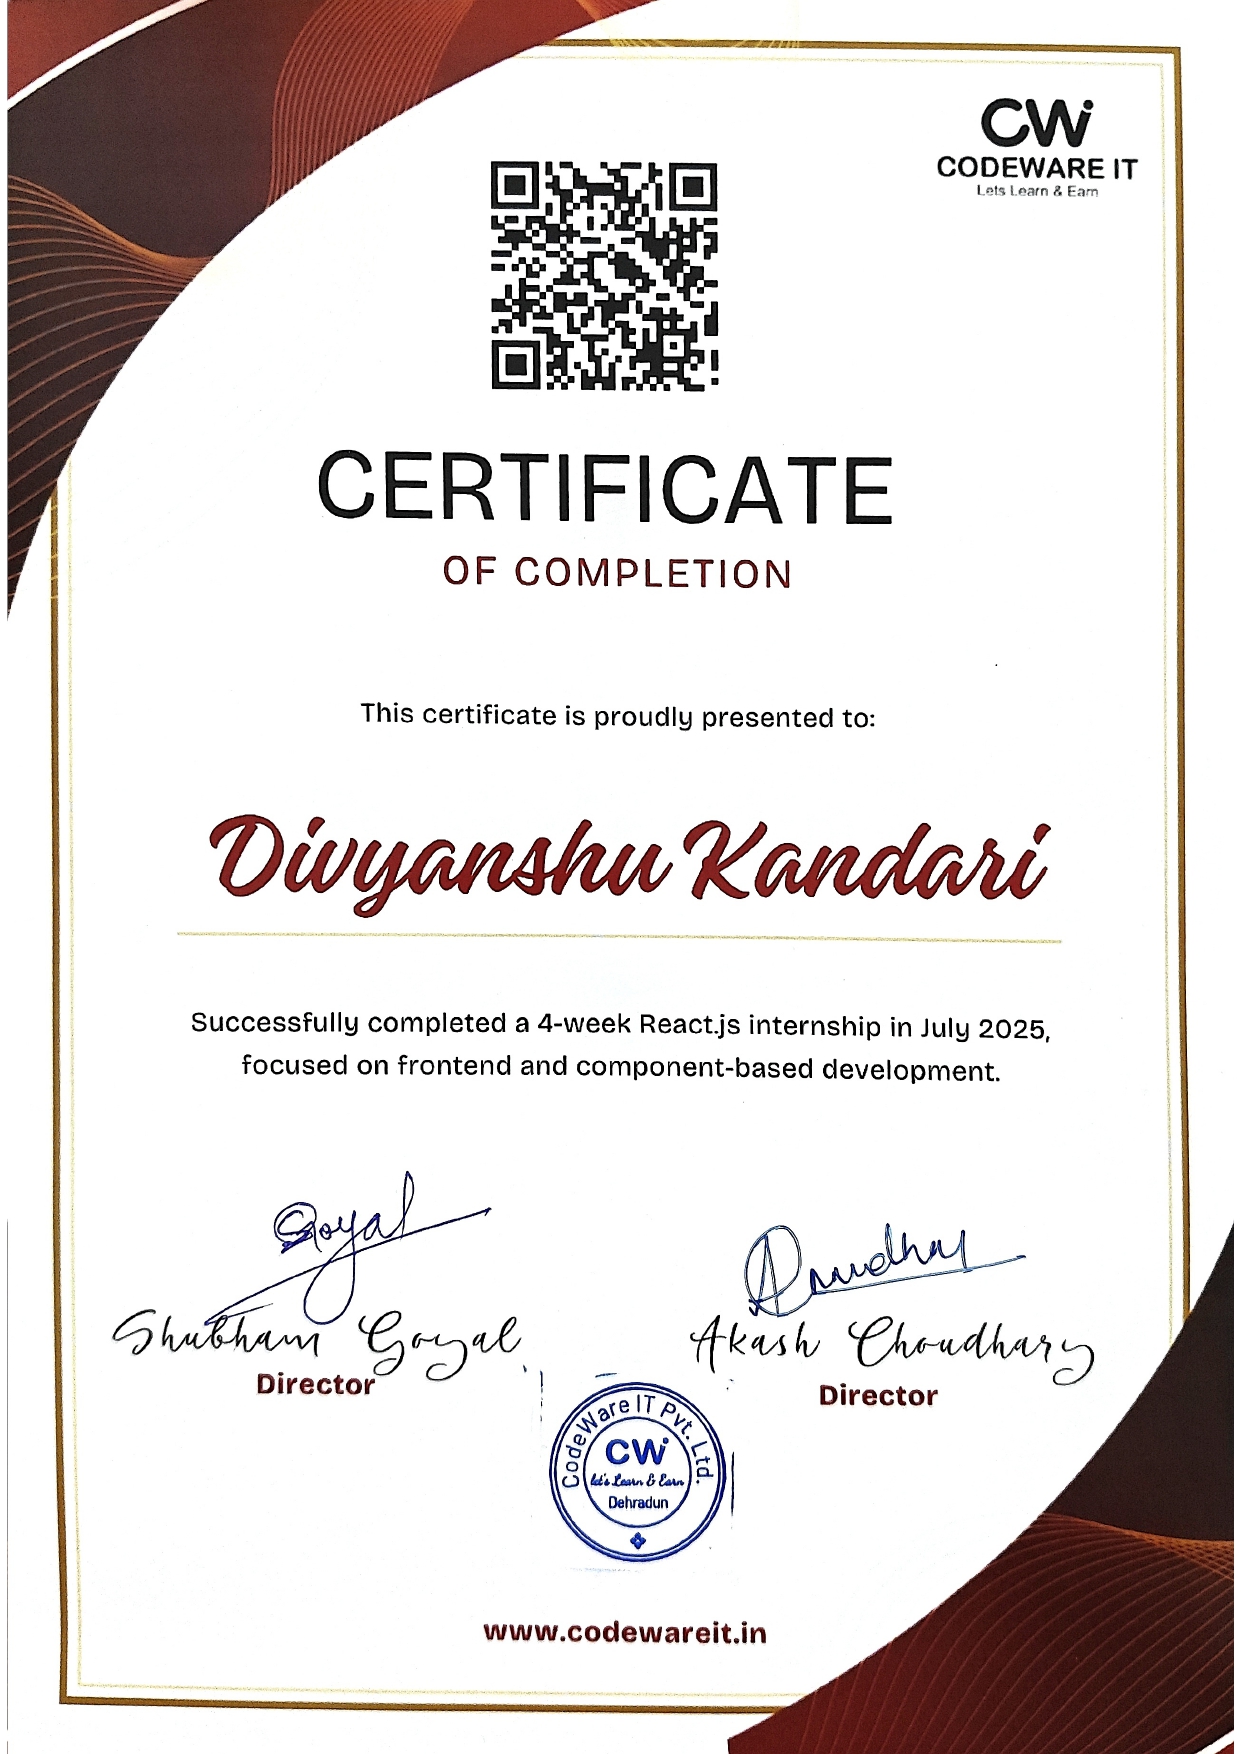 CWi
CODEWARE IT
Lets Learn & Earn
CERTIFICATE
OF COMPLETION
This certificate is proudly presented to:
Divyanshu Kandari
Successfully completed a 4-week React.js internship in July 2025,
focused on frontend and component-based development.
Goyal
Shubham Goyal
Director
Akash Choudhary
Director
CodeWare IT Pvt. Ltd.
CWi
let's Learn & Earn
Dehradun
www.codewareit.in